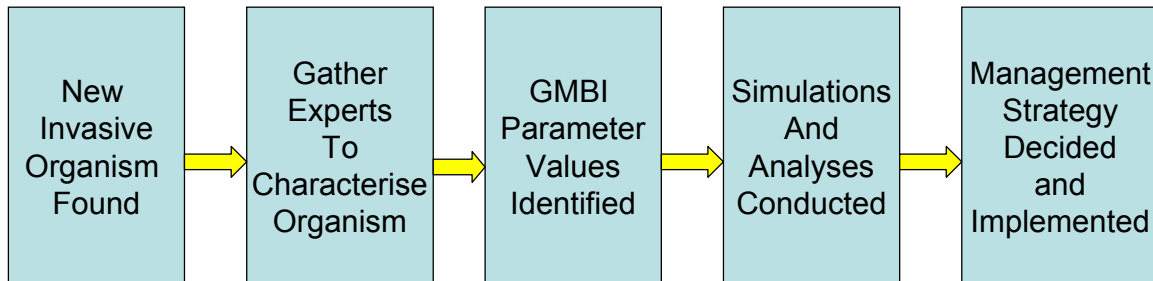 New
Invasive
Organism
Found
Gather
Experts
To
Characterise
Organism
GMBI
Parameter
Values
Identified
Simulations
And
Analyses
Conducted
Management
Strategy
Decided
and
Implemented